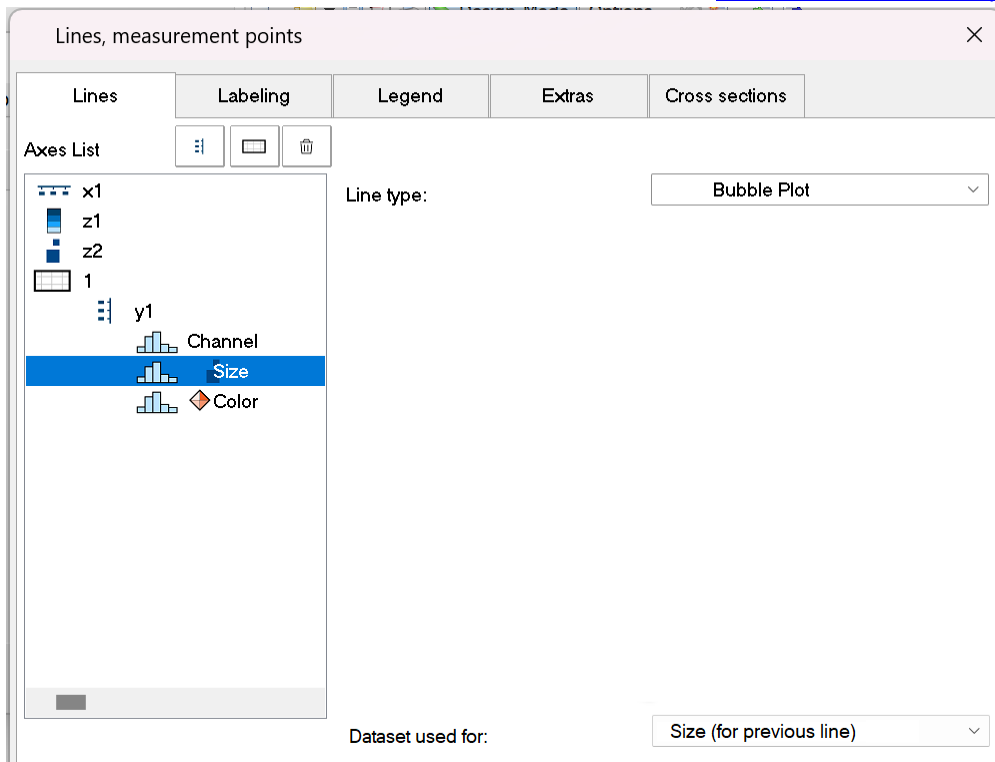 Lines, measurement points
Lines
Labeling
Legend
Extras
Cross sections
Axes List
x1
z1
z2
1
y1
Channel
Size
Color
Line type:
Bubble Plot
Dataset used for:
Size (for previous line)